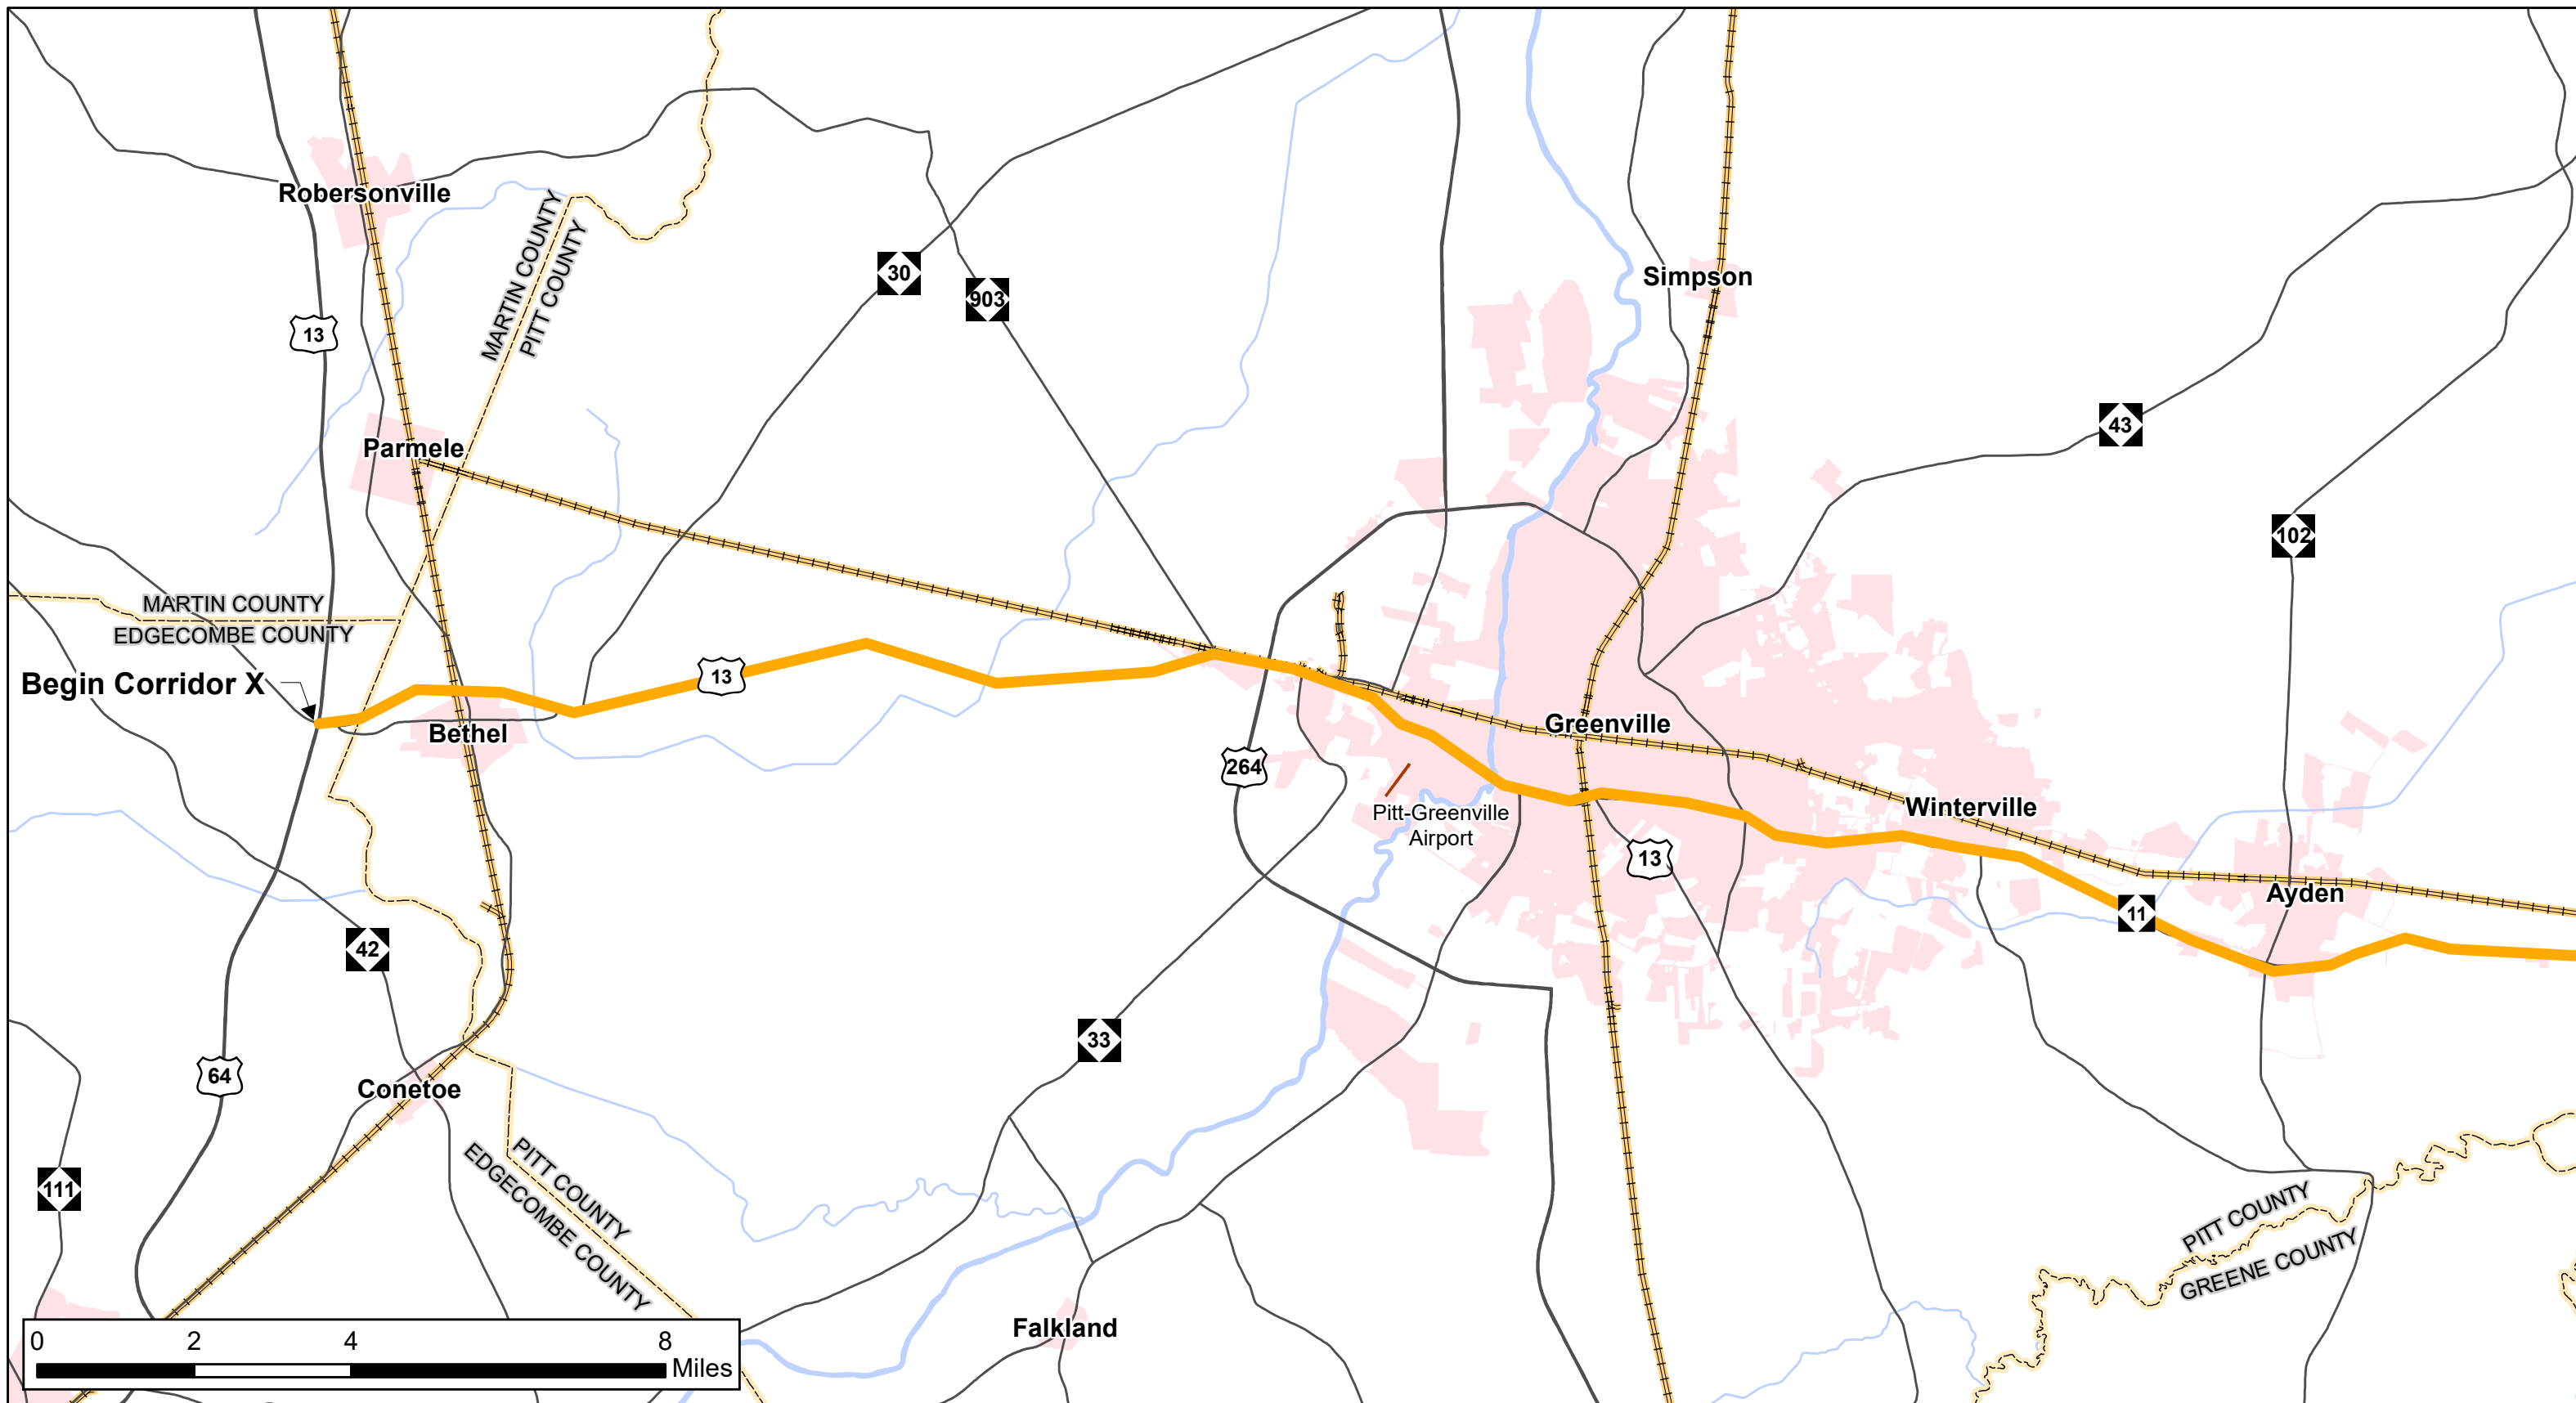 Robersonville
MARTIN COUNTY
PITT COUNTY
30
903
Simpson
13
43
Parmele
102
MARTIN COUNTY
EDGECOMBE COUNTY
Begin Corridor X
13
Bethel
Greenville
264
Pitt-Greenville
Airport
Winterville
13
Ayden
11
42
33
64
Conetoe
111
PITT COUNTY
EDGECOMBE COUNTY
PITT COUNTY
GREENE COUNTY
Falkland
0 2 4 8
Miles